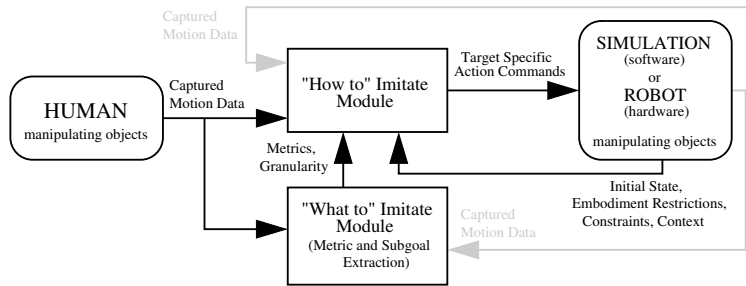 Captured
Motion Data
HUMAN
manipulating objects
Captured
Motion Data
"How to" Imitate
Module
Target Specific
Action Commands
SIMULATION
(software)
or
ROBOT
(hardware)
manipulating objects
Metrics,
Granularity
"What to" Imitate
Module
(Metric and Subgoal
Extraction)
Initial State,
Embodiment Restrictions,
Constraints, Context
Captured
Motion Data